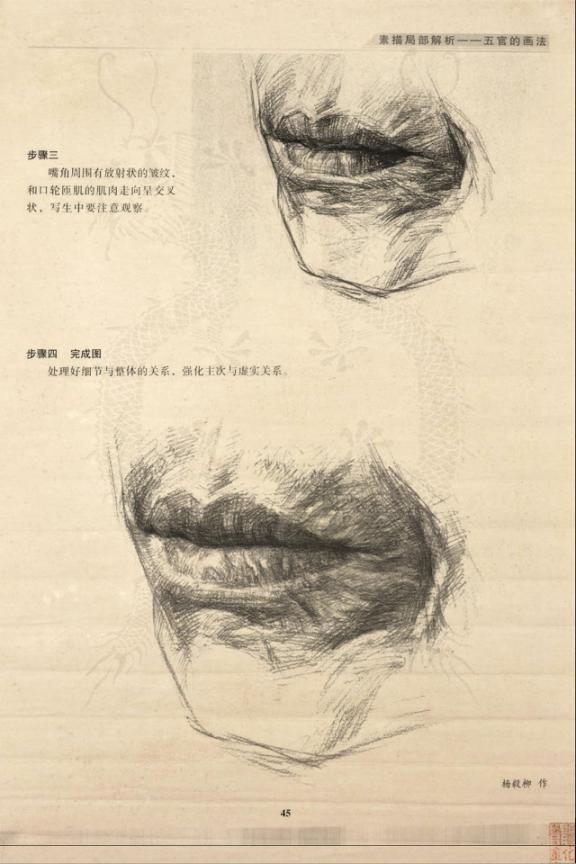 素描局部解析——五官的画法
步骤三
嘴角周围有放射状的皱纹，
和口轮匝肌的肌肉走向呈交叉
状，写生中要注意观察。
步骤四 完成图
处理好细节与整体的关系，强化主次与虚实关系。
杨毅柳 作
45